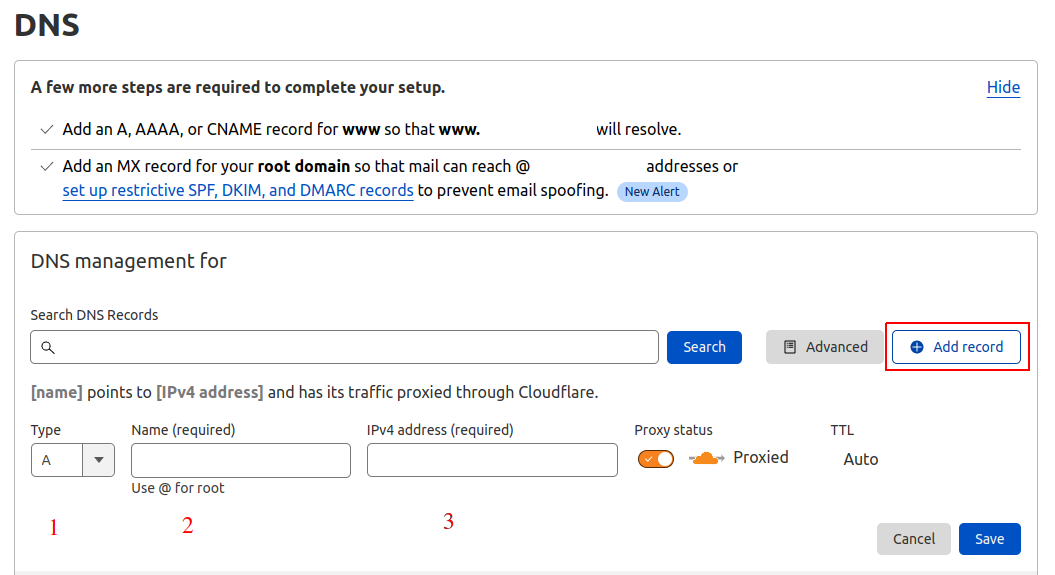 DNS
A few more steps are required to complete your setup.
Hide
Add an A, AAAA, or CNAME record for www so that www. will resolve.
Add an MX record for your root domain so that mail can reach @ addresses or
set up restrictive SPF, DKIM, and DMARC records to prevent email spoofing. New Alert
DNS management for
Search DNS Records
Search
Advanced
Add record
[name] points to [IPv4 address] and has its traffic proxied through Cloudflare.
Type Name (required) IPv4 address (required) Proxy status TTL
A Proxied Auto
Use @ for root
1 2 3
Cancel Save